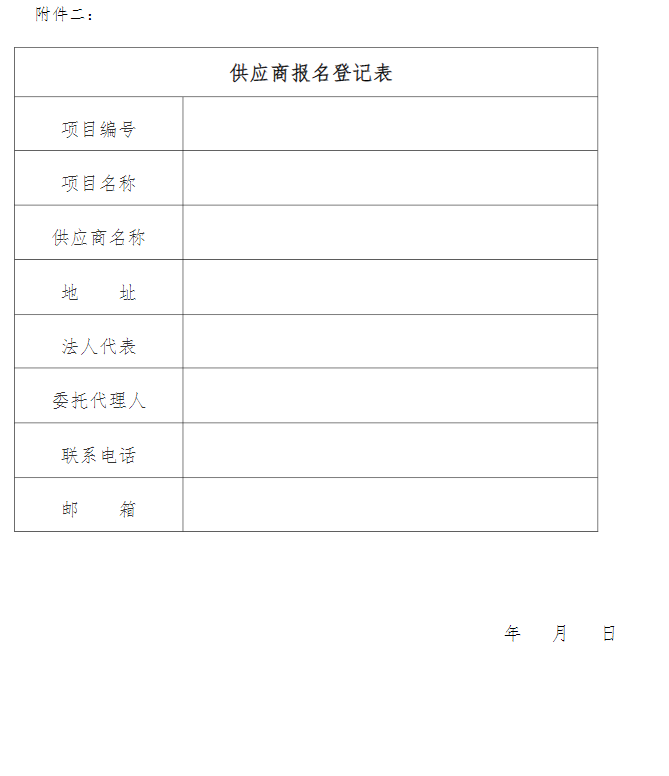 附件二：
供应商报名登记表
项目编号
项目名称
供应商名称
地　　址
法人代表
委托代理人
联系电话
邮　　箱
年　　月　　日